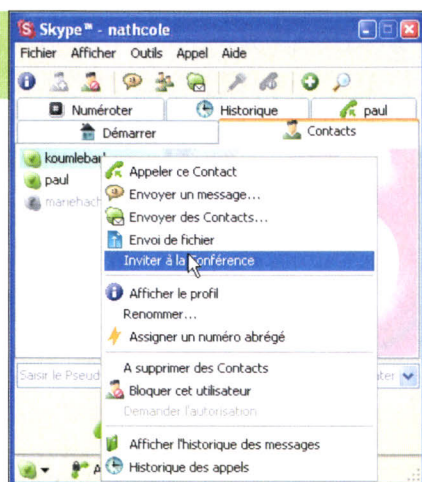 Skype™ - nathcole
Fichier Afficher Outils Appel Aide
Numéroter Historique paul
Démarrer Contacts
koumleba
paul
mariehach
Appeler ce Contact
Envoyer un message...
Envoyer des Contacts...
Envoi de fichier
Inviter à la Conférence
Afficher le profil
Renommer...
Assigner un numéro abrégé
A supprimer des Contacts
Saisir le Pseud
Bloquer cet utilisateur
Demander l'autorisation
Afficher l'historique des messages
Historique des appels